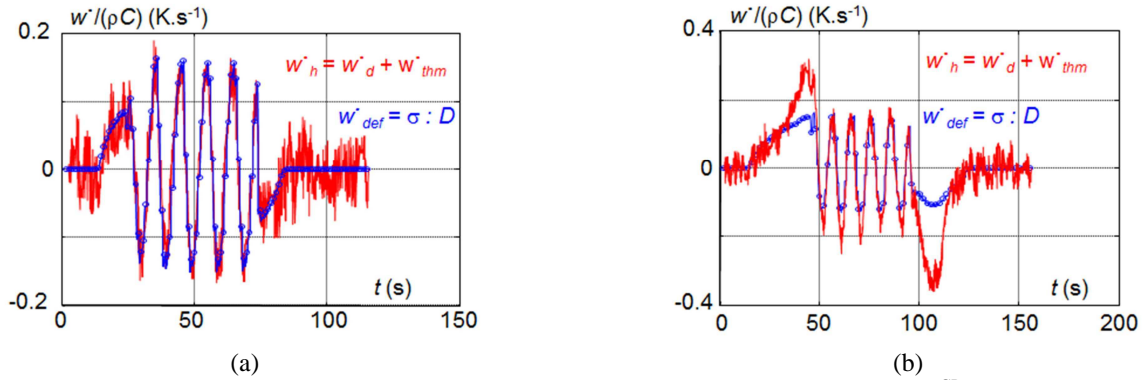 w˙/(ρC) (K.s⁻¹)
0.2
w˙h = w˙d + w˙thm
w˙def = σ : D
0
t (s)
-0.2
0 50 100 150
(a)
w˙/(ρC) (K.s⁻¹)
0.4
w˙h = w˙d + w˙thm
w˙def = σ : D
0
t (s)
-0.4
0 50 100 150 200
(b)